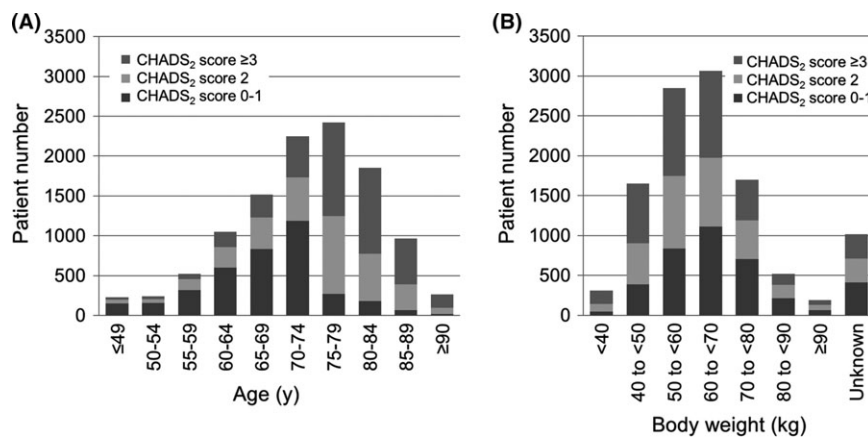 (A)
CHADS₂ score ≥3
CHADS₂ score 2
CHADS₂ score 0-1
Patient number
3500
3000
2500
2000
1500
1000
500
0
≤49
50-54
55-59
60-64
65-69
70-74
75-79
80-84
85-89
≥90
Age (y)
(B)
CHADS₂ score ≥3
CHADS₂ score 2
CHADS₂ score 0-1
Patient number
3500
3000
2500
2000
1500
1000
500
0
<40
40 to <50
50 to <60
60 to <70
70 to <80
80 to <90
≥90
Unknown
Body weight (kg)